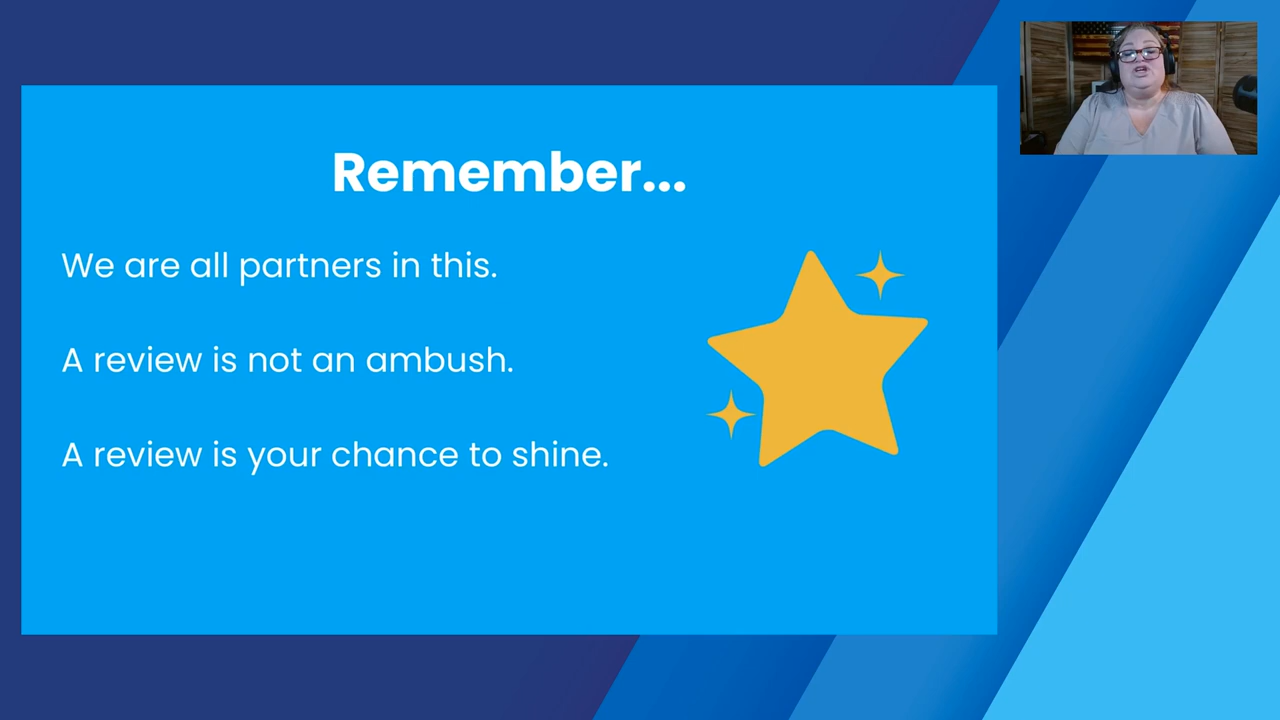 Remember...
We are all partners in this.
A review is not an ambush.
A review is your chance to shine.